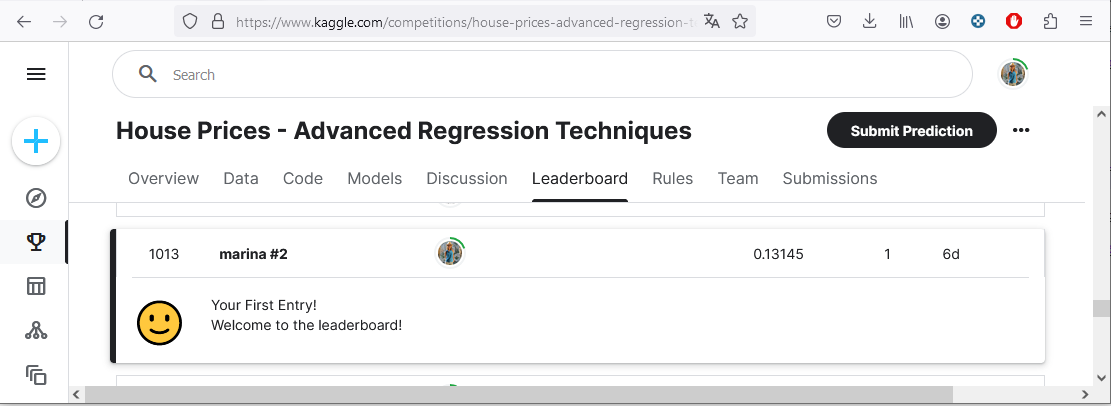 https://www.kaggle.com/competitions/house-prices-advanced-regression-t
Search
House Prices - Advanced Regression Techniques
Submit Prediction
Overview Data Code Models Discussion Leaderboard Rules Team Submissions
1013 marina #2 0.13145 1 6d
Your First Entry!
Welcome to the leaderboard!